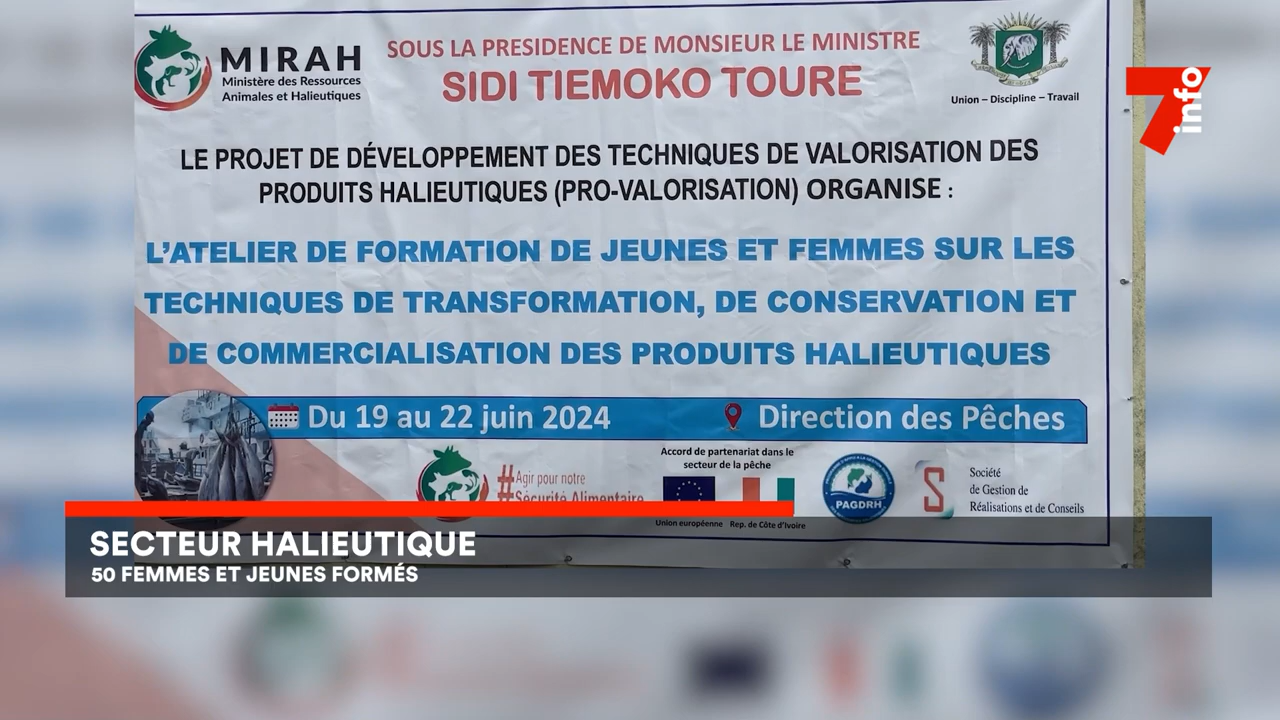 MIRAH
Ministère des Ressources
Animales et Halieutiques
SOUS LA PRESIDENCE DE MONSIEUR LE MINISTRE
SIDI TIEMOKO TOURE
Union – Discipline – Travail
7info
LE PROJET DE DÉVELOPPEMENT DES TECHNIQUES DE VALORISATION DES
PRODUITS HALIEUTIQUES (PRO-VALORISATION) ORGANISE :
L'ATELIER DE FORMATION DE JEUNES ET FEMMES SUR LES
TECHNIQUES DE TRANSFORMATION, DE CONSERVATION ET
DE COMMERCIALISATION DES PRODUITS HALIEUTIQUES
Du 19 au 22 juin 2024
Direction des Pêches
#Agir pour notre
Sécurité Alimentaire
Accord de partenariat dans le
secteur de la pêche
Union européenne Rep. de Côte d'Ivoire
PAGDRH
Société
de Gestion de
Réalisations et de Conseils
SECTEUR HALIEUTIQUE
50 FEMMES ET JEUNES FORMÉS